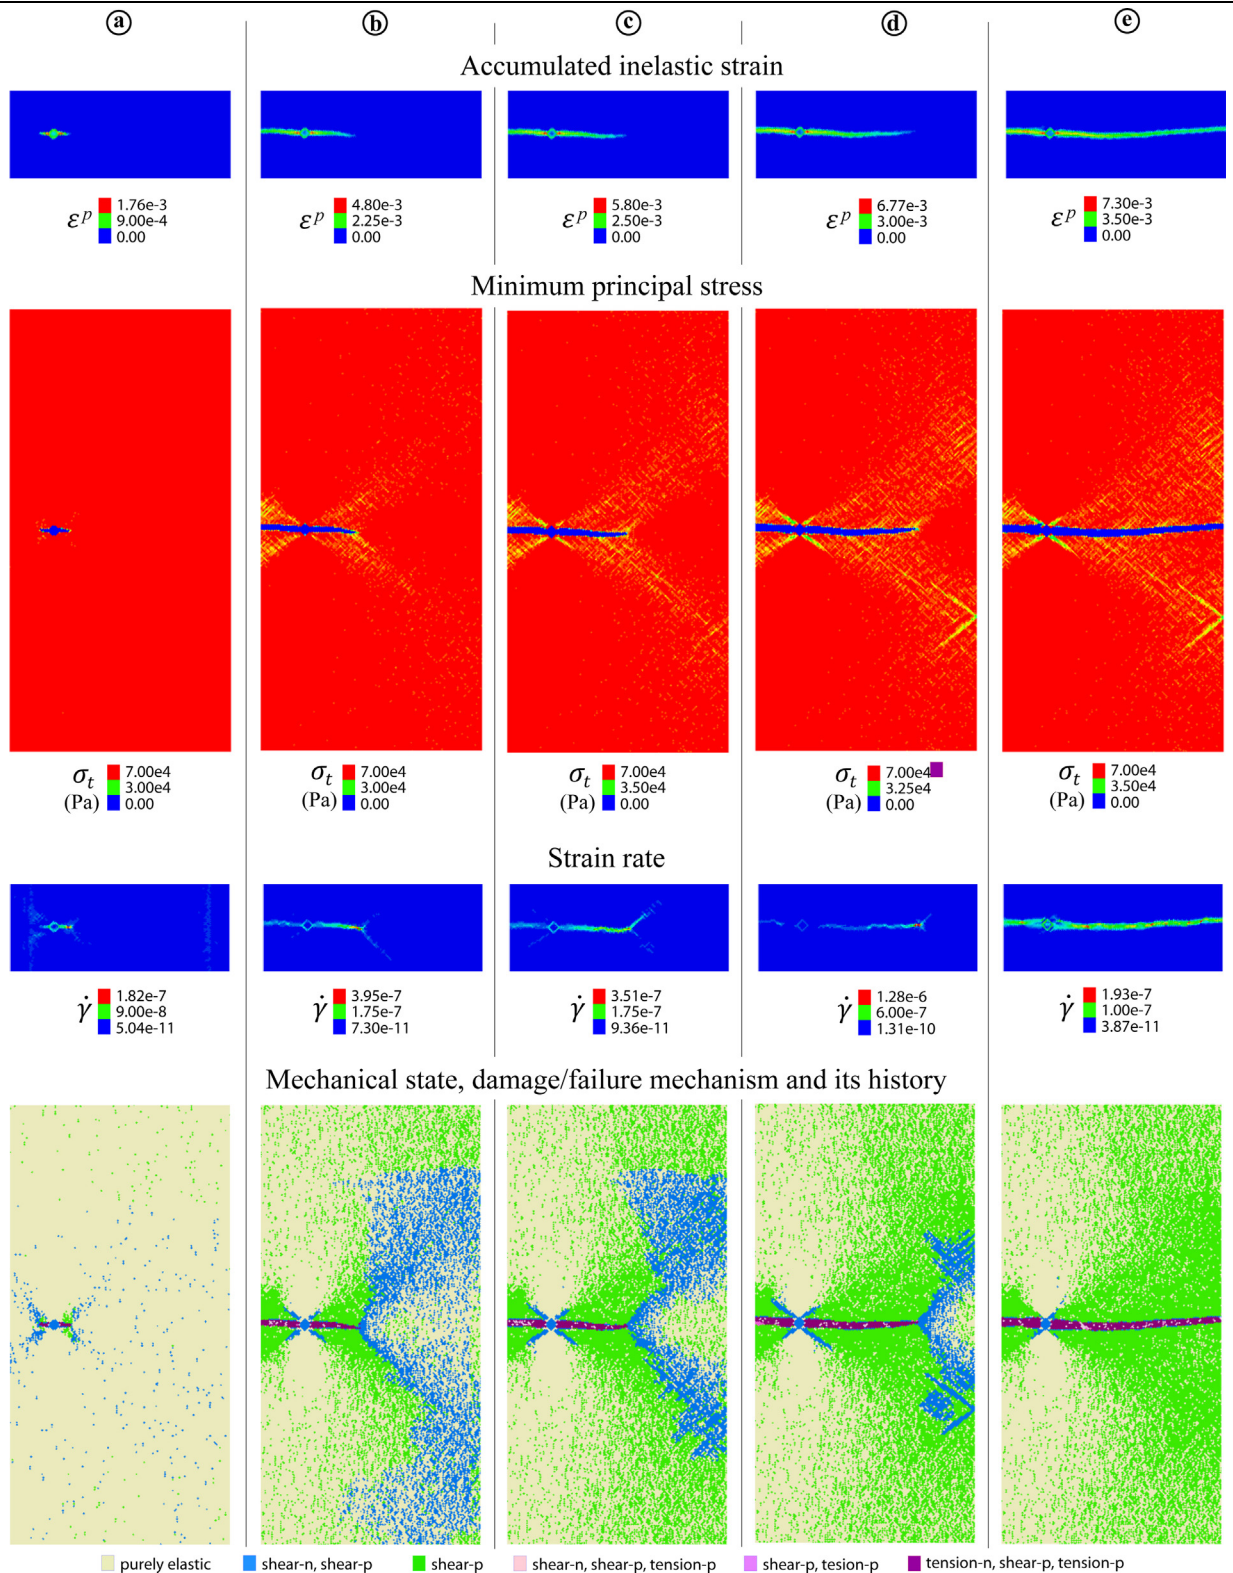 a b c d e
Accumulated inelastic strain
εᵖ 1.76e-3 9.00e-4 0.00
εᵖ 4.80e-3 2.25e-3 0.00
εᵖ 5.80e-3 2.50e-3 0.00
εᵖ 6.77e-3 3.00e-3 0.00
εᵖ 7.30e-3 3.50e-3 0.00
Minimum principal stress
σt (Pa) 7.00e4 3.00e4 0.00
σt (Pa) 7.00e4 3.00e4 0.00
σt (Pa) 7.00e4 3.50e4 0.00
σt (Pa) 7.00e4 3.25e4 0.00
σt (Pa) 7.00e4 3.50e4 0.00
Strain rate
γ̇ 1.82e-7 9.00e-8 5.04e-11
γ̇ 3.95e-7 1.75e-7 7.30e-11
γ̇ 3.51e-7 1.75e-7 9.36e-11
γ̇ 1.28e-6 6.00e-7 1.31e-10
γ̇ 1.93e-7 1.00e-7 3.87e-11
Mechanical state, damage/failure mechanism and its history
purely elastic shear-n, shear-p shear-p shear-n, shear-p, tension-p shear-p, tesion-p tension-n, shear-p, tension-p